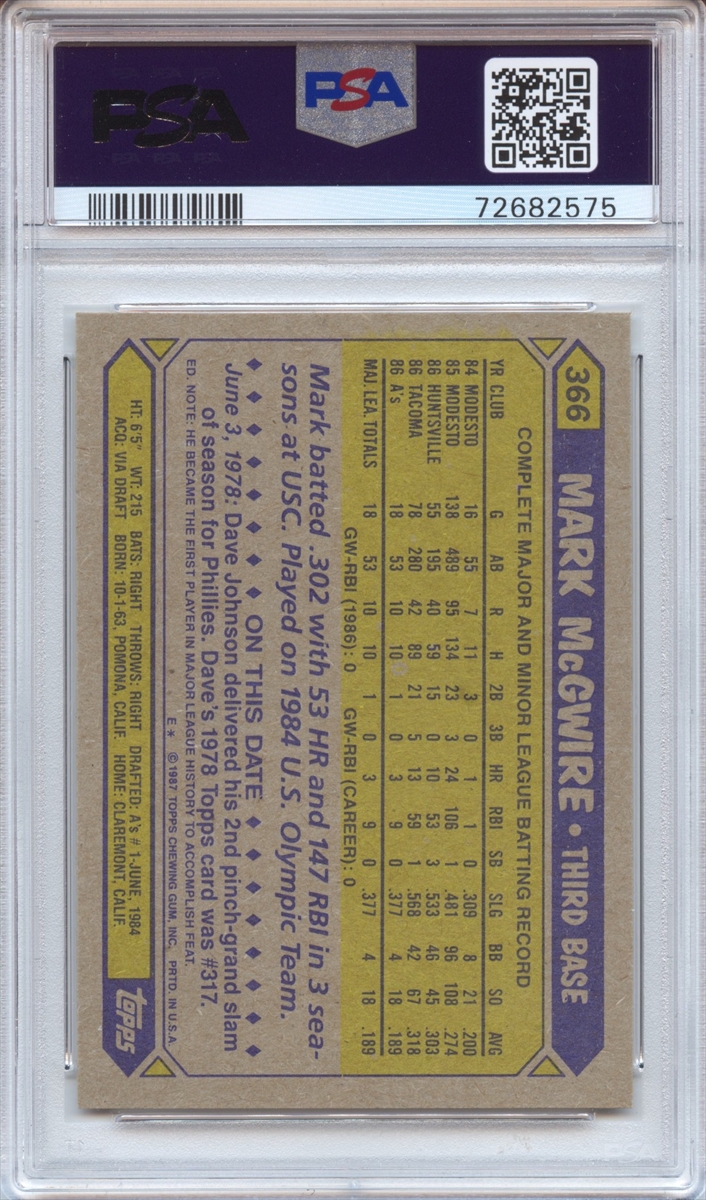 PSA
PSA
PSA PSA PSA
72682575
366 MARK McGWIRE • THIRD BASE
COMPLETE MAJOR AND MINOR LEAGUE BATTING RECORD
YR CLUB G AB R H 2B 3B HR RBI SB SLG BB SO AVG
84 MODESTO 16 55 7 11 3 0 1 1 0 .309 8 21 .200
85 MODESTO 138 489 95 134 23 3 24 106 1 .481 96 108 .274
86 HUNTSVILLE 55 195 40 59 15 0 10 53 3 .533 46 45 .303
86 TACOMA 78 280 42 89 21 5 13 59 1 .568 42 67 .318
86 A's 18 53 10 10 1 0 3 9 0 .377 4 18 .189
MAJ. LEA. TOTALS 18 53 10 10 1 0 3 9 0 .377 4 18 .189
GW-RBI (1986): 0 GW-RBI (CAREER): 0
Mark batted .302 with 53 HR and 147 RBI in 3 sea-
sons at USC. Played on 1984 U.S. Olympic Team.
◆ ◆ ◆ ◆ ◆ ◆ ◆ ON THIS DATE ◆ ◆ ◆ ◆ ◆ ◆ ◆
June 3, 1978: Dave Johnson delivered his 2nd pinch-grand slam
of season for Phillies. Dave's 1978 Topps card was #317.
ED. NOTE: HE BECAME THE FIRST PLAYER IN MAJOR LEAGUE HISTORY TO ACCOMPLISH FEAT.
E* ©1987 TOPPS CHEWING GUM, INC. PRTD. IN U.S.A.
HT: 6'5" WT: 215 BATS: RIGHT THROWS: RIGHT DRAFTED: A's #1-JUNE, 1984
ACQ: VIA DRAFT BORN: 10-1-63, POMONA, CALIF. HOME: CLAREMONT, CALIF.
topps